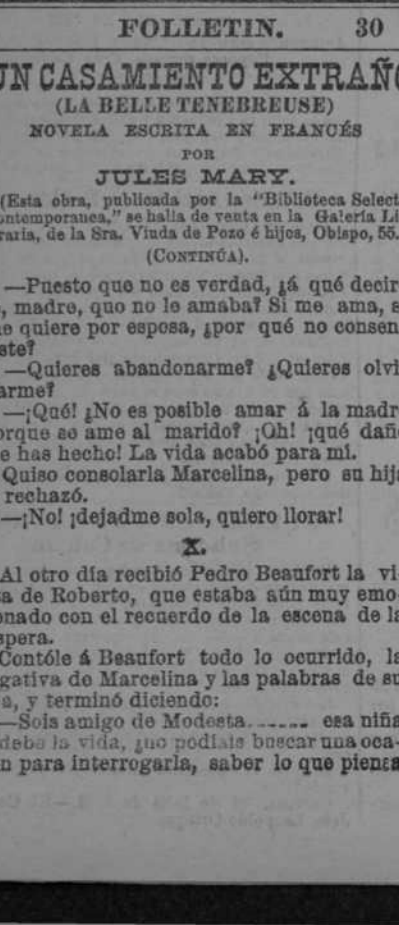 FOLLETIN. 30
UN CASAMIENTO EXTRAÑO
(LA BELLE TENEBREUSE)
NOVELA ESCRITA EN FRANCÉS
POR
JULES MARY.
(Esta obra, publicada por la "Biblioteca Select
ontemporanea," se halla de venta en la Galería Li
raria, de la Sra. Viuda de Pozo é hijos, Obispo, 55.
(CONTINÚA).
—Puesto que no es verdad, ¿á qué decir
, madre, quo no le amaba? Si me ama, s
e quiere por esposa, ¿por qué no consen
ste?
—Quieres abandonarme? ¿Quieres olvi
arme?
—¡Qué! ¿No es posible amar á la madr
orque se ame al marido? ¡Oh! ¡qué dañ
e has hecho! La vida acabó para mí.
Quiso consolarla Marcelina, pero su hij
rechazó.
—¡No! ¡dejadme sola, quiero llorar!
X.
Al otro día recibió Pedro Beaufort la vi-
a de Roberto, que estaba aún muy emo-
onado con el recuerdo de la escena de la
spera.
Contóle á Beaufort todo lo ocurrido, la
gativa de Marcelina y las palabras de su
a, y terminó diciendo:
—Sois amigo de Modesta...... esa niña
debe la vida, ¿no podíais buscar una oca-
n para interrogarla, saber lo que piensa